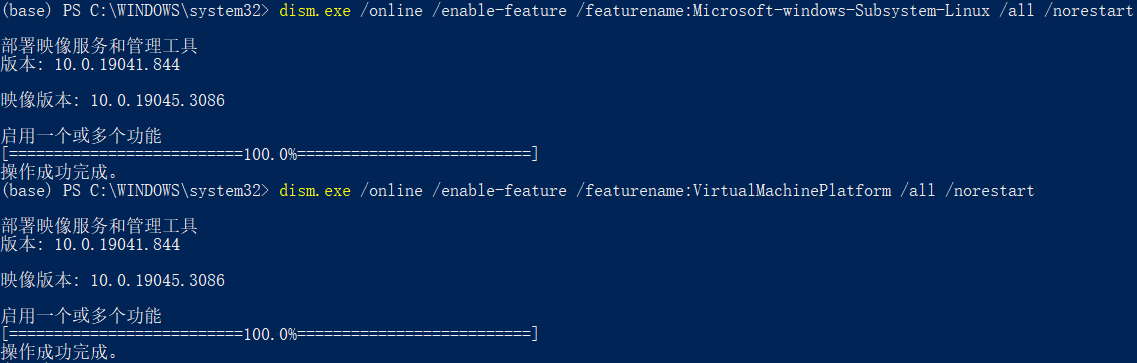 (base) PS C:\WINDOWS\system32> dism.exe /online /enable-feature /featurename:Microsoft-windows-Subsystem-Linux /all /norestart
部署映像服务和管理工具
版本: 10.0.19041.844
映像版本: 10.0.19045.3086
启用一个或多个功能
[==========================100.0%==========================]
操作成功完成。
(base) PS C:\WINDOWS\system32> dism.exe /online /enable-feature /featurename:VirtualMachinePlatform /all /norestart
部署映像服务和管理工具
版本: 10.0.19041.844
映像版本: 10.0.19045.3086
启用一个或多个功能
[==========================100.0%==========================]
操作成功完成。